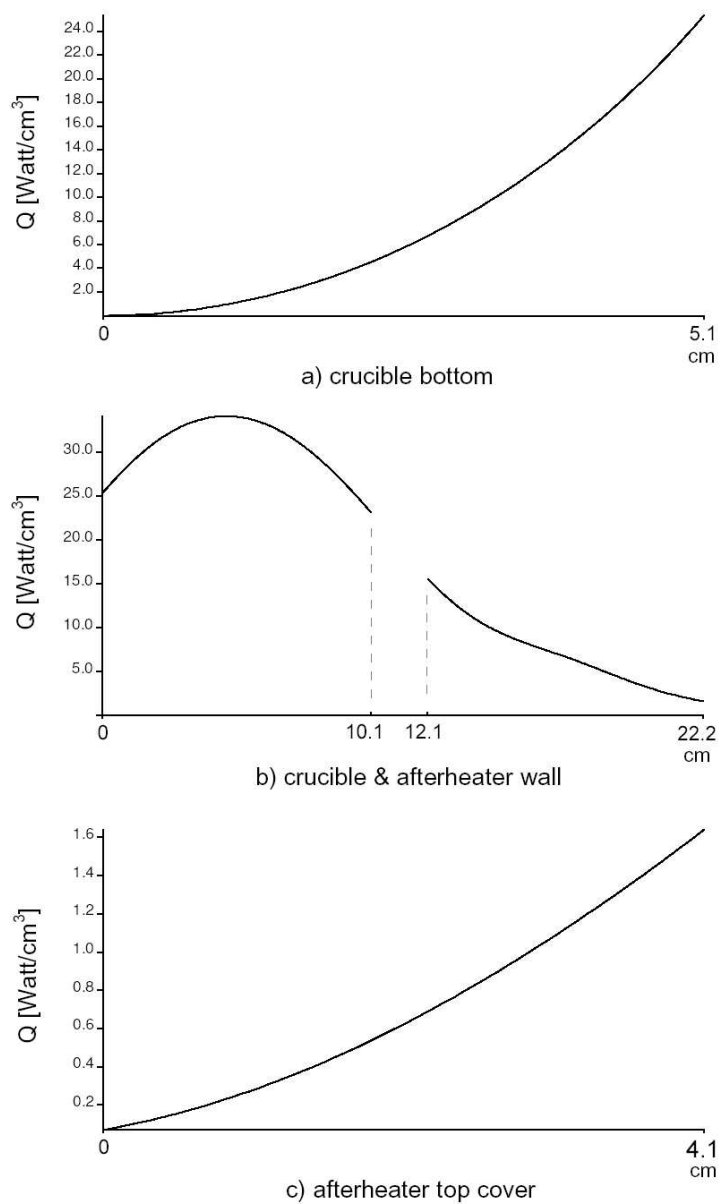 Q [Watt/cm³]
24.0
22.0
20.0
18.0
16.0
14.0
12.0
10.0
8.0
6.0
4.0
2.0
0 5.1
cm
a) crucible bottom
Q [Watt/cm³]
30.0
25.0
20.0
15.0
10.0
5.0
0 10.1 12.1 22.2
cm
b) crucible & afterheater wall
Q [Watt/cm³]
1.6
1.4
1.2
1.0
0.8
0.6
0.4
0.2
0 4.1
cm
c) afterheater top cover